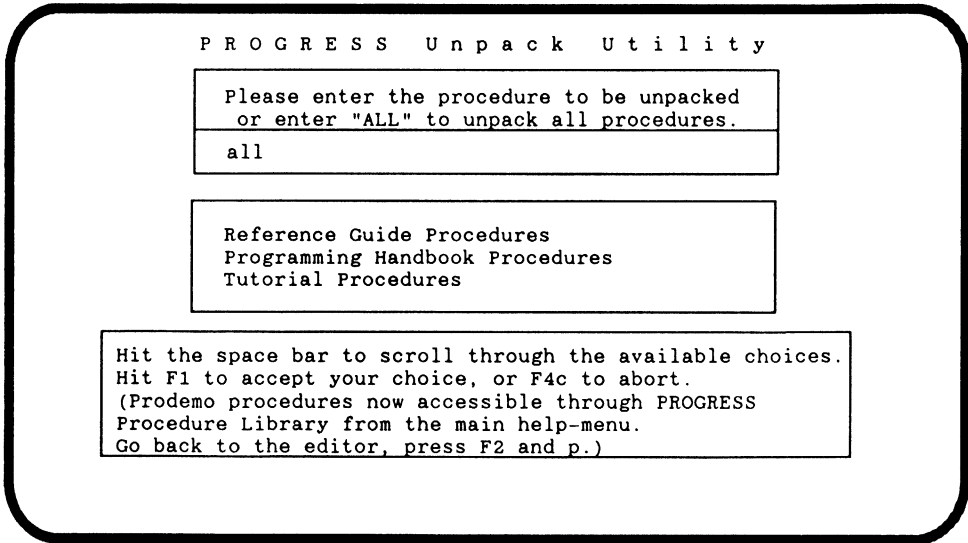 PROGRESS Unpack Utility
Please enter the procedure to be unpacked
or enter "ALL" to unpack all procedures.
all
Reference Guide Procedures
Programming Handbook Procedures
Tutorial Procedures
Hit the space bar to scroll through the available choices.
Hit F1 to accept your choice, or F4c to abort.
(Prodemo procedures now accessible through PROGRESS
Procedure Library from the main help-menu.
Go back to the editor, press F2 and p.)